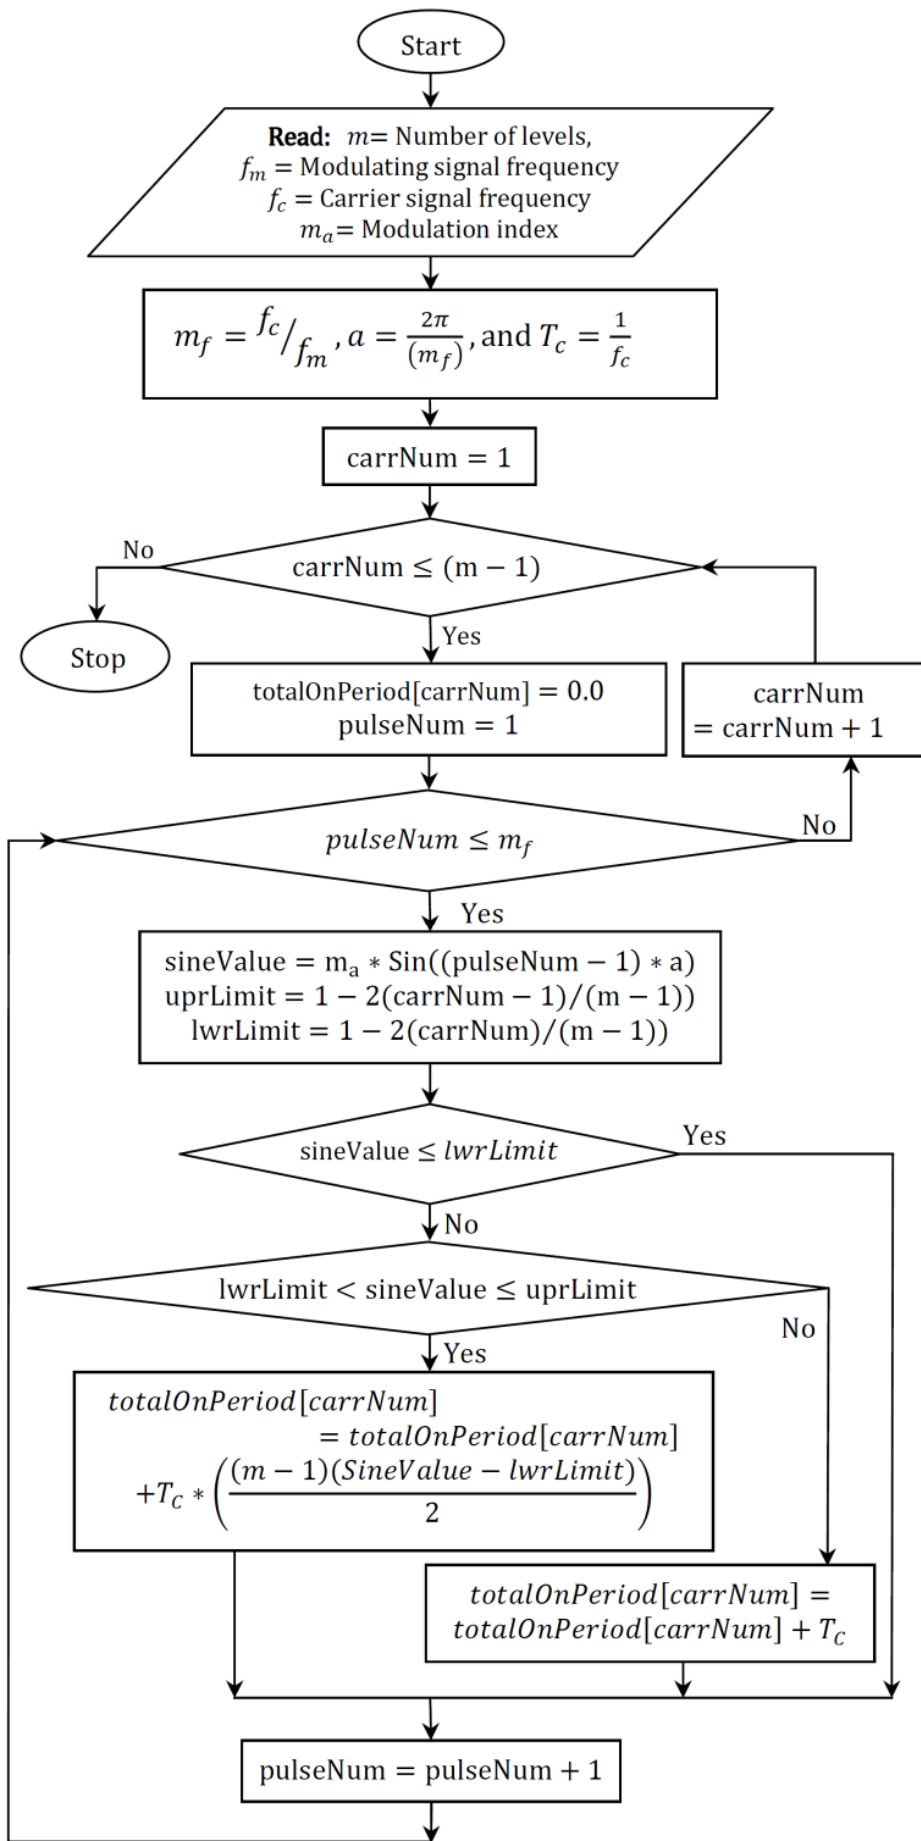 Start
Read: m= Number of levels,
f_m = Modulating signal frequency
f_c = Carrier signal frequency
m_a= Modulation index
m_f = f_c/f_m, a = 2π/(m_f), and T_c = 1/f_c
carrNum = 1
No
carrNum ≤ (m − 1)
Stop
Yes
totalOnPeriod[carrNum] = 0.0
pulseNum = 1
carrNum
= carrNum + 1
pulseNum ≤ m_f
No
Yes
sineValue = m_a ∗ Sin((pulseNum − 1) ∗ a)
uprLimit = 1 − 2(carrNum − 1)/(m − 1))
lwrLimit = 1 − 2(carrNum)/(m − 1))
sineValue ≤ lwrLimit
Yes
No
lwrLimit < sineValue ≤ uprLimit
No
Yes
totalOnPeriod[carrNum]
= totalOnPeriod[carrNum]
+T_C ∗ ((m − 1)(SineValue − lwrLimit)/2)
totalOnPeriod[carrNum] =
totalOnPeriod[carrNum] + T_C
pulseNum = pulseNum + 1